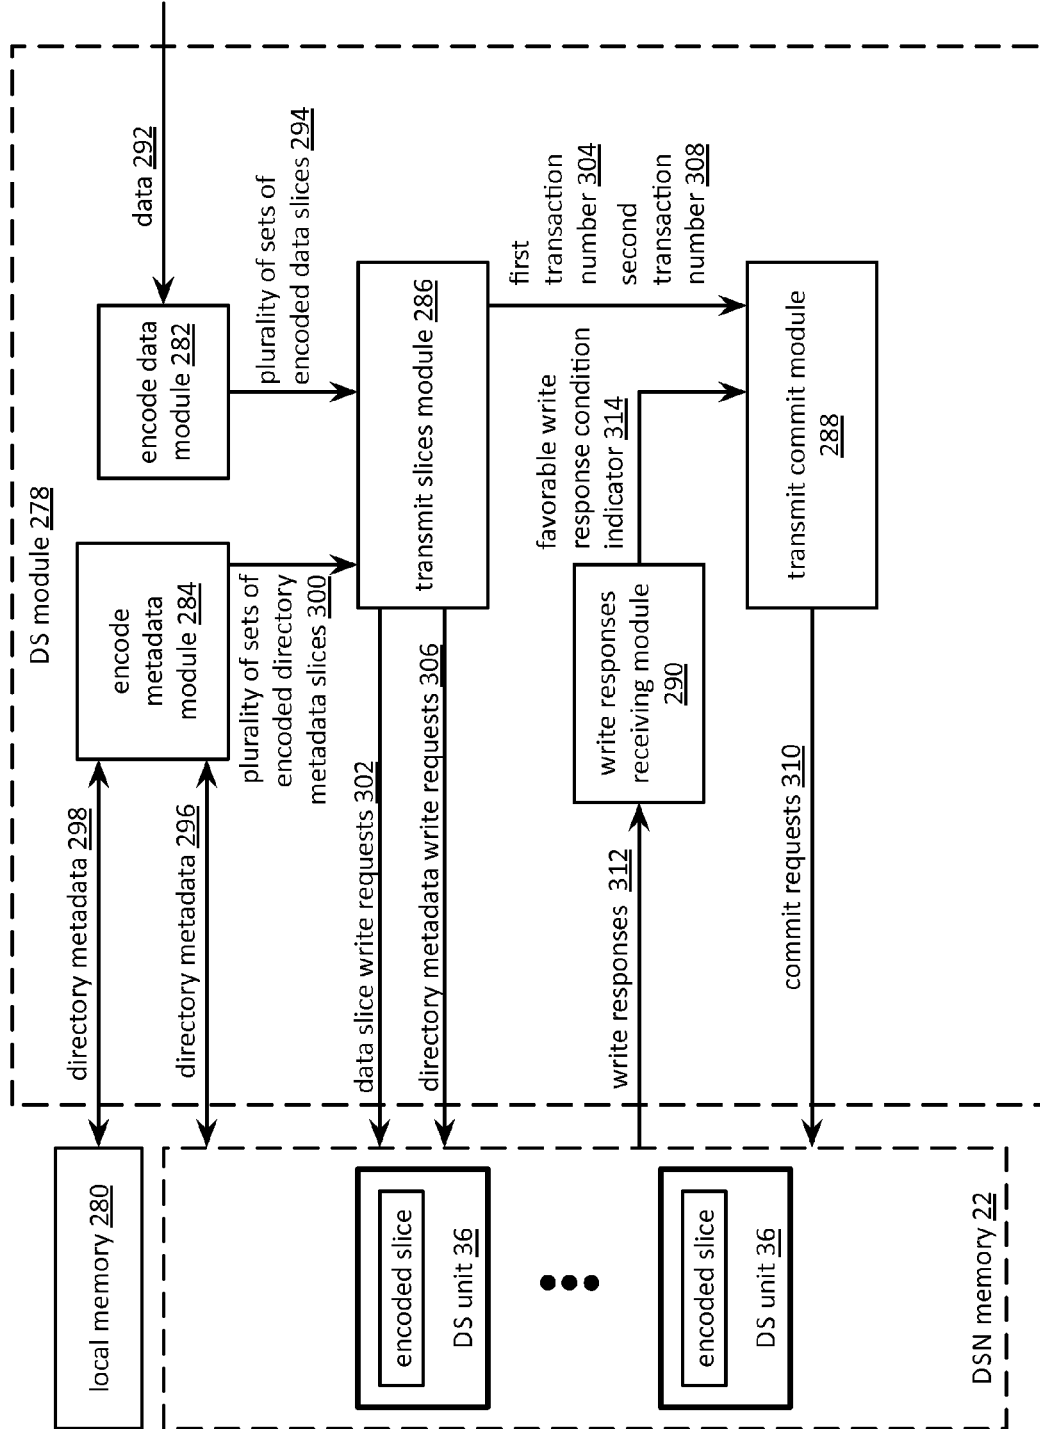 DS module 278
data 292
encode data
module 282
encode
metadata
module 284
plurality of sets of
encoded data slices 294
plurality of sets of
encoded directory
metadata slices 300
directory metadata 298
directory metadata 296
transmit slices module 286
data slice write requests 302
directory metadata write requests 306
first
transaction
number 304
second
transaction
number 308
favorable write
response condition
indicator 314
write responses
receiving module
290
write responses 312
transmit commit module
288
commit requests 310
local memory 280
encoded slice
DS unit 36
encoded slice
DS unit 36
DSN memory 22